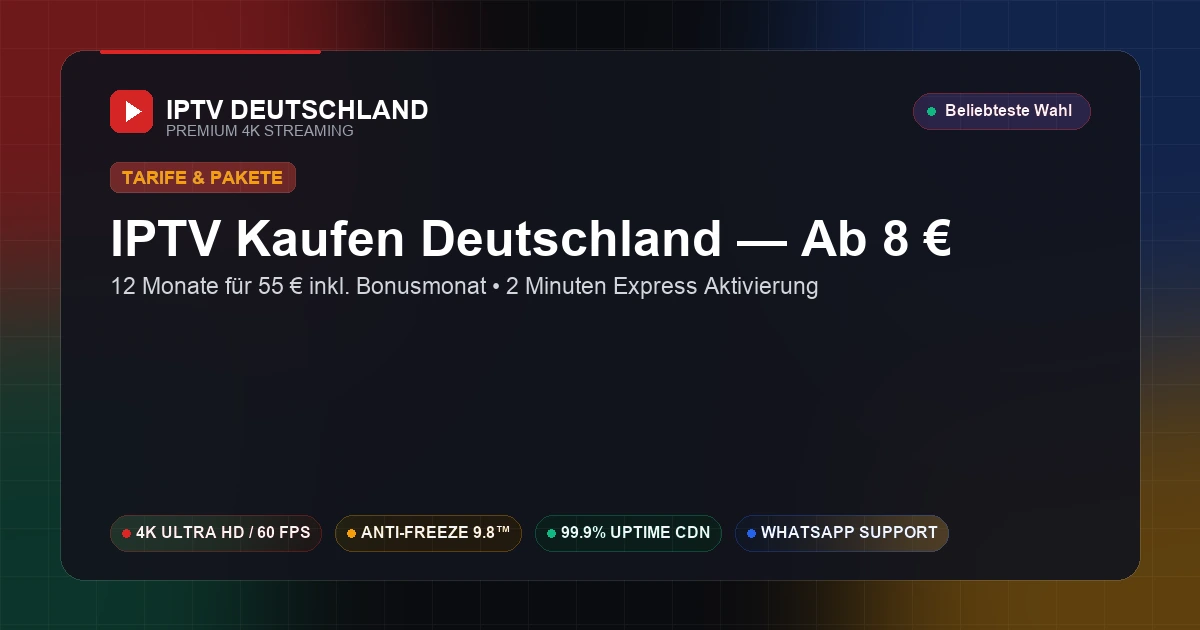 IPTV DEUTSCHLAND
PREMIUM 4K STREAMING
Beliebteste Wahl
TARIFE & PAKETE
IPTV Kaufen Deutschland — Ab 8 €
12 Monate für 55 € inkl. Bonusmonat • 2 Minuten Express Aktivierung
4K ULTRA HD / 60 FPS
ANTI-FREEZE 9.8™
99.9% UPTIME CDN
WHATSAPP SUPPORT